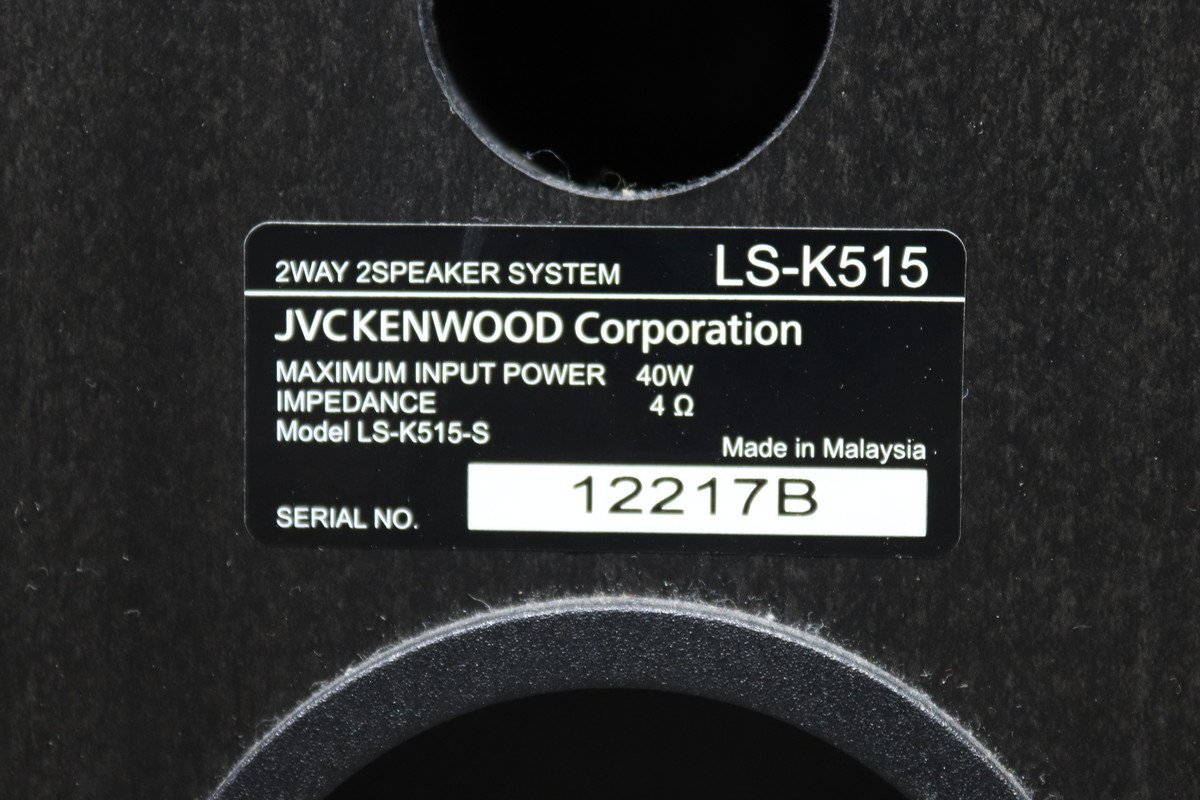 2WAY 2SPEAKER SYSTEM LS-K515
JVCKENWOOD Corporation
MAXIMUM INPUT POWER 40W
IMPEDANCE 4 Ω
Model LS-K515-S
Made in Malaysia
SERIAL NO. 12217B